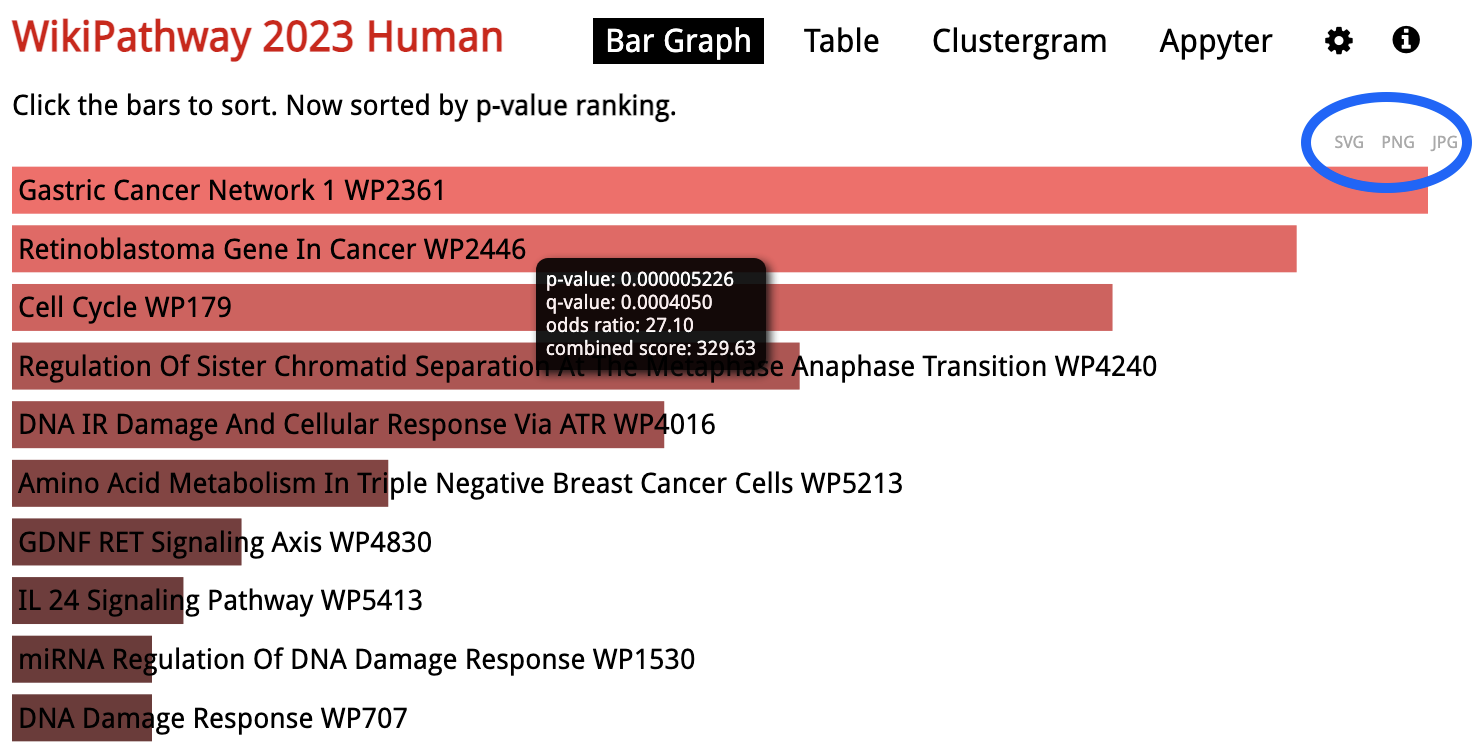 WikiPathway 2023 Human
Bar Graph Table Clustergram Appyter
Click the bars to sort. Now sorted by p-value ranking.
SVG PNG JPG
Gastric Cancer Network 1 WP2361
Retinoblastoma Gene In Cancer WP2446
p-value: 0.000005226
q-value: 0.0004050
odds ratio: 27.10
combined score: 329.63
Cell Cycle WP179
Regulation Of Sister Chromatid Separation At The Metaphase Anaphase Transition WP4240
DNA IR Damage And Cellular Response Via ATR WP4016
Amino Acid Metabolism In Triple Negative Breast Cancer Cells WP5213
GDNF RET Signaling Axis WP4830
IL 24 Signaling Pathway WP5413
miRNA Regulation Of DNA Damage Response WP1530
DNA Damage Response WP707